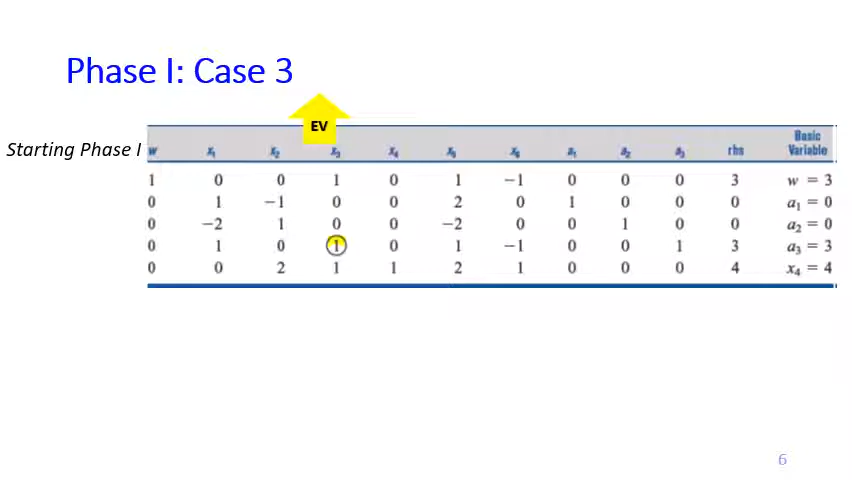 Phase I: Case 3
EV
Starting Phase I
w x₁ x₂ x₃ x₄ x₅ x₆ a₁ a₂ a₃ rhs Basic Variable
1 0 0 1 0 1 −1 0 0 0 3 w = 3
0 1 −1 0 0 2 0 1 0 0 0 a₁ = 0
0 −2 1 0 0 −2 0 0 1 0 0 a₂ = 0
0 1 0 1 0 1 −1 0 0 1 3 a₃ = 3
0 0 2 1 1 2 1 0 0 0 4 x₄ = 4
6